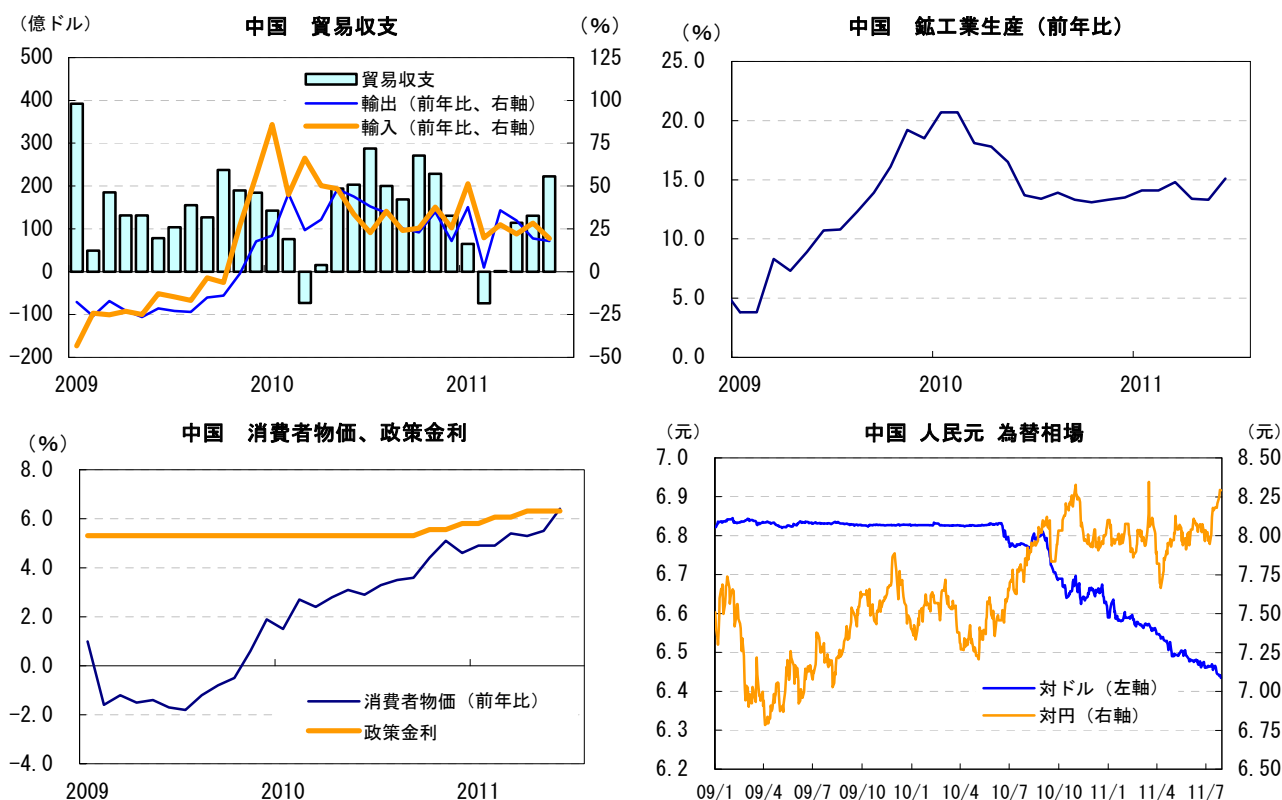 中国　貿易収支
（億ドル）
（%）
500
400
300
200
100
0
-100
-200
125
100
75
50
25
0
-25
-50
貿易収支
輸出（前年比、右軸）
輸入（前年比、右軸）
2009 2010 2011
中国　鉱工業生産（前年比）
（%）
25.0
20.0
15.0
10.0
5.0
0.0
2009 2010 2011
中国　消費者物価、政策金利
（%）
8.0
6.0
4.0
2.0
0.0
-2.0
-4.0
消費者物価（前年比）
政策金利
2009 2010 2011
中国 人民元 為替相場
（元）
（元）
7.0
6.9
6.8
6.7
6.6
6.5
6.4
6.3
6.2
8.50
8.25
8.00
7.75
7.50
7.25
7.00
6.75
6.50
対ドル（左軸）
対円（右軸）
09/1 09/4 09/7 09/10 10/1 10/4 10/7 10/10 11/1 11/4 11/7